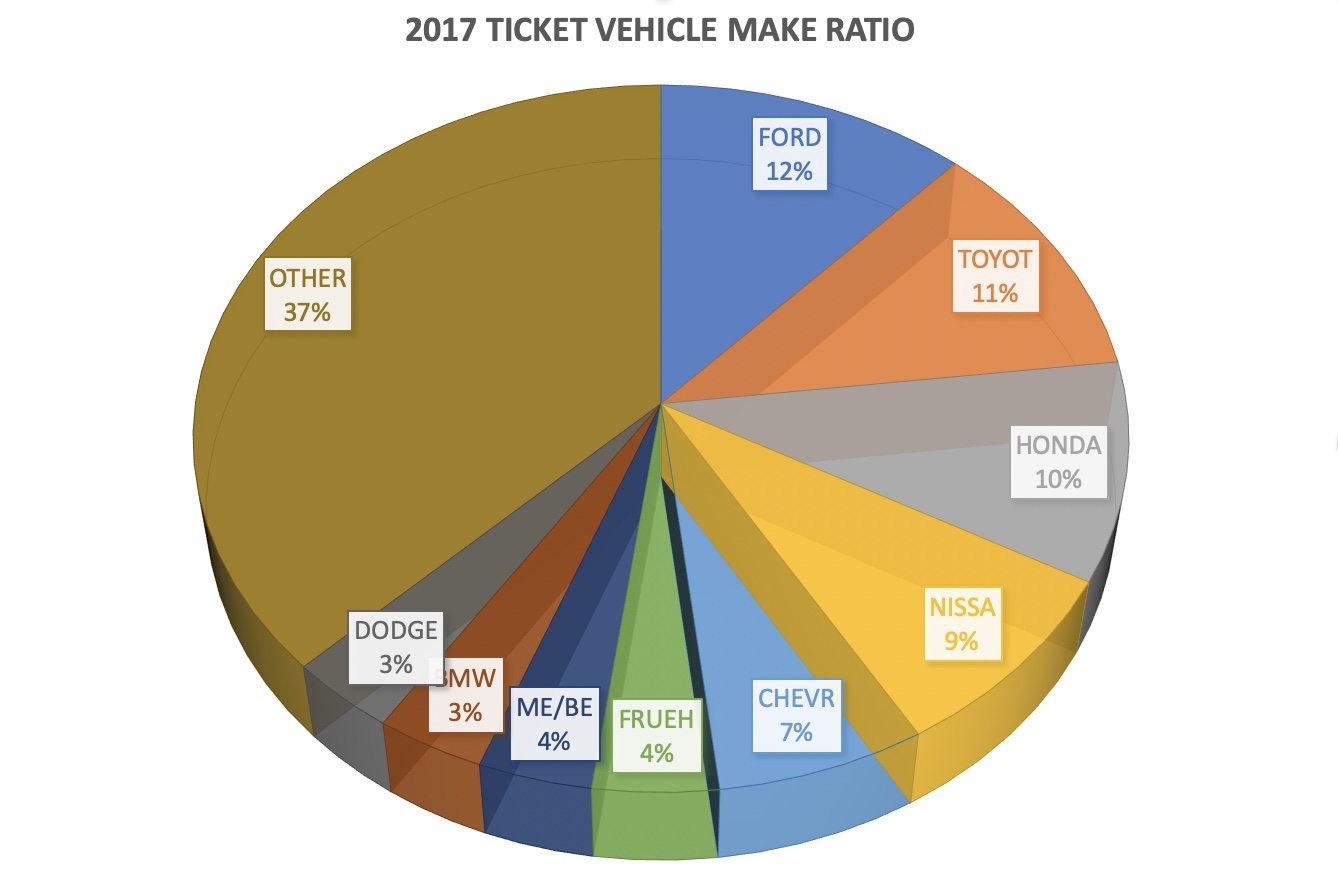 2017 TICKET VEHICLE MAKE RATIO
FORD
12%
TOYOT
11%
HONDA
10%
NISSA
9%
CHEVR
7%
FRUEH
4%
ME/BE
4%
BMW
3%
DODGE
3%
OTHER
37%